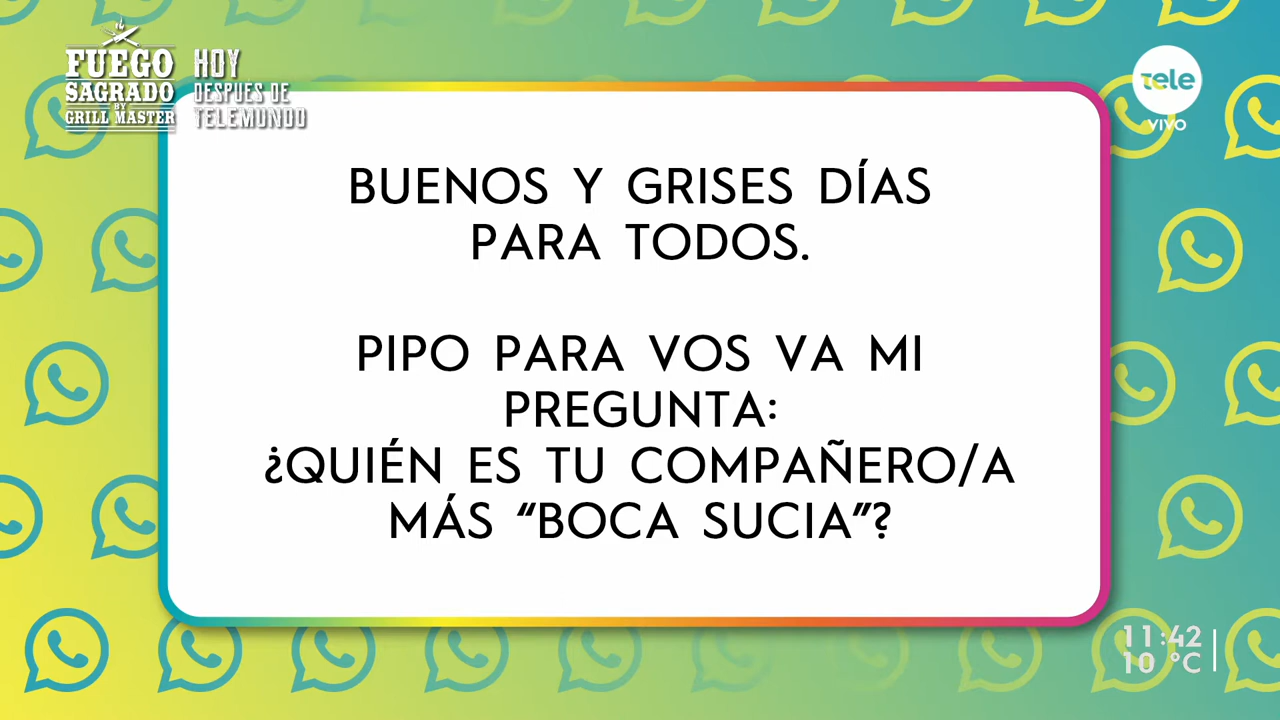 FUEGO
SAGRADO
BY
GRILL MASTER
HOY
DESPUÉS DE
TELEMUNDO
tele
VIVO
BUENOS Y GRISES DÍAS
PARA TODOS.
PIPO PARA VOS VA MI
PREGUNTA:
¿QUIÉN ES TU COMPAÑERO/A
MÁS “BOCA SUCIA”?
11:42
10 °C